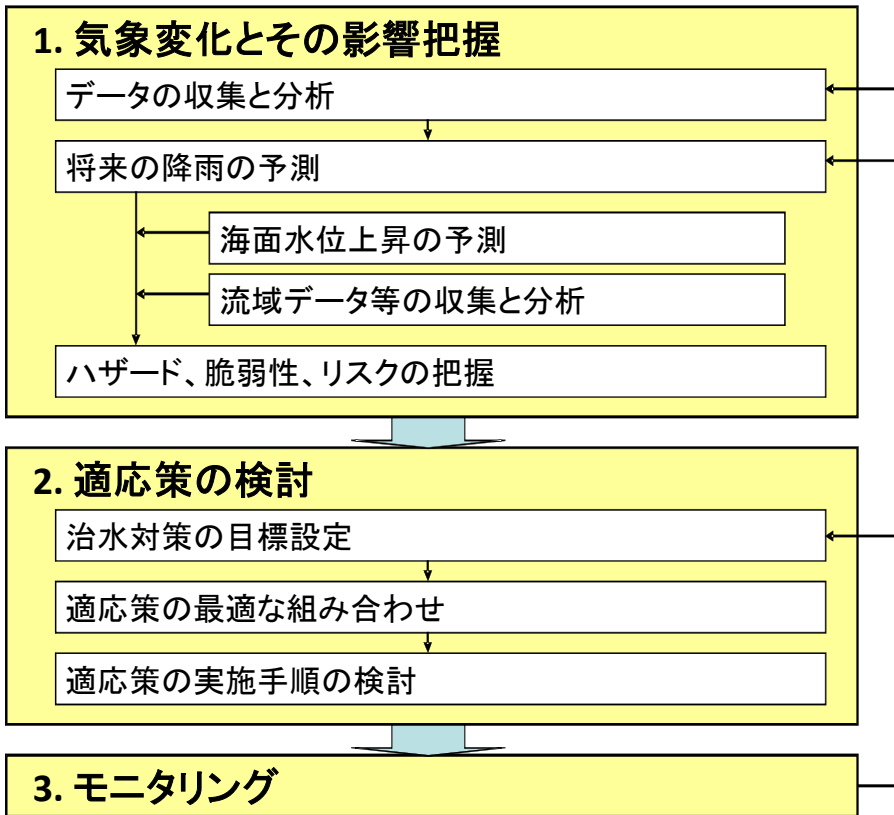 1. 気象変化とその影響把握
データの収集と分析
将来の降雨の予測
海面水位上昇の予測
流域データ等の収集と分析
ハザード、脆弱性、リスクの把握
2. 適応策の検討
治水対策の目標設定
適応策の最適な組み合わせ
適応策の実施手順の検討
3. モニタリング